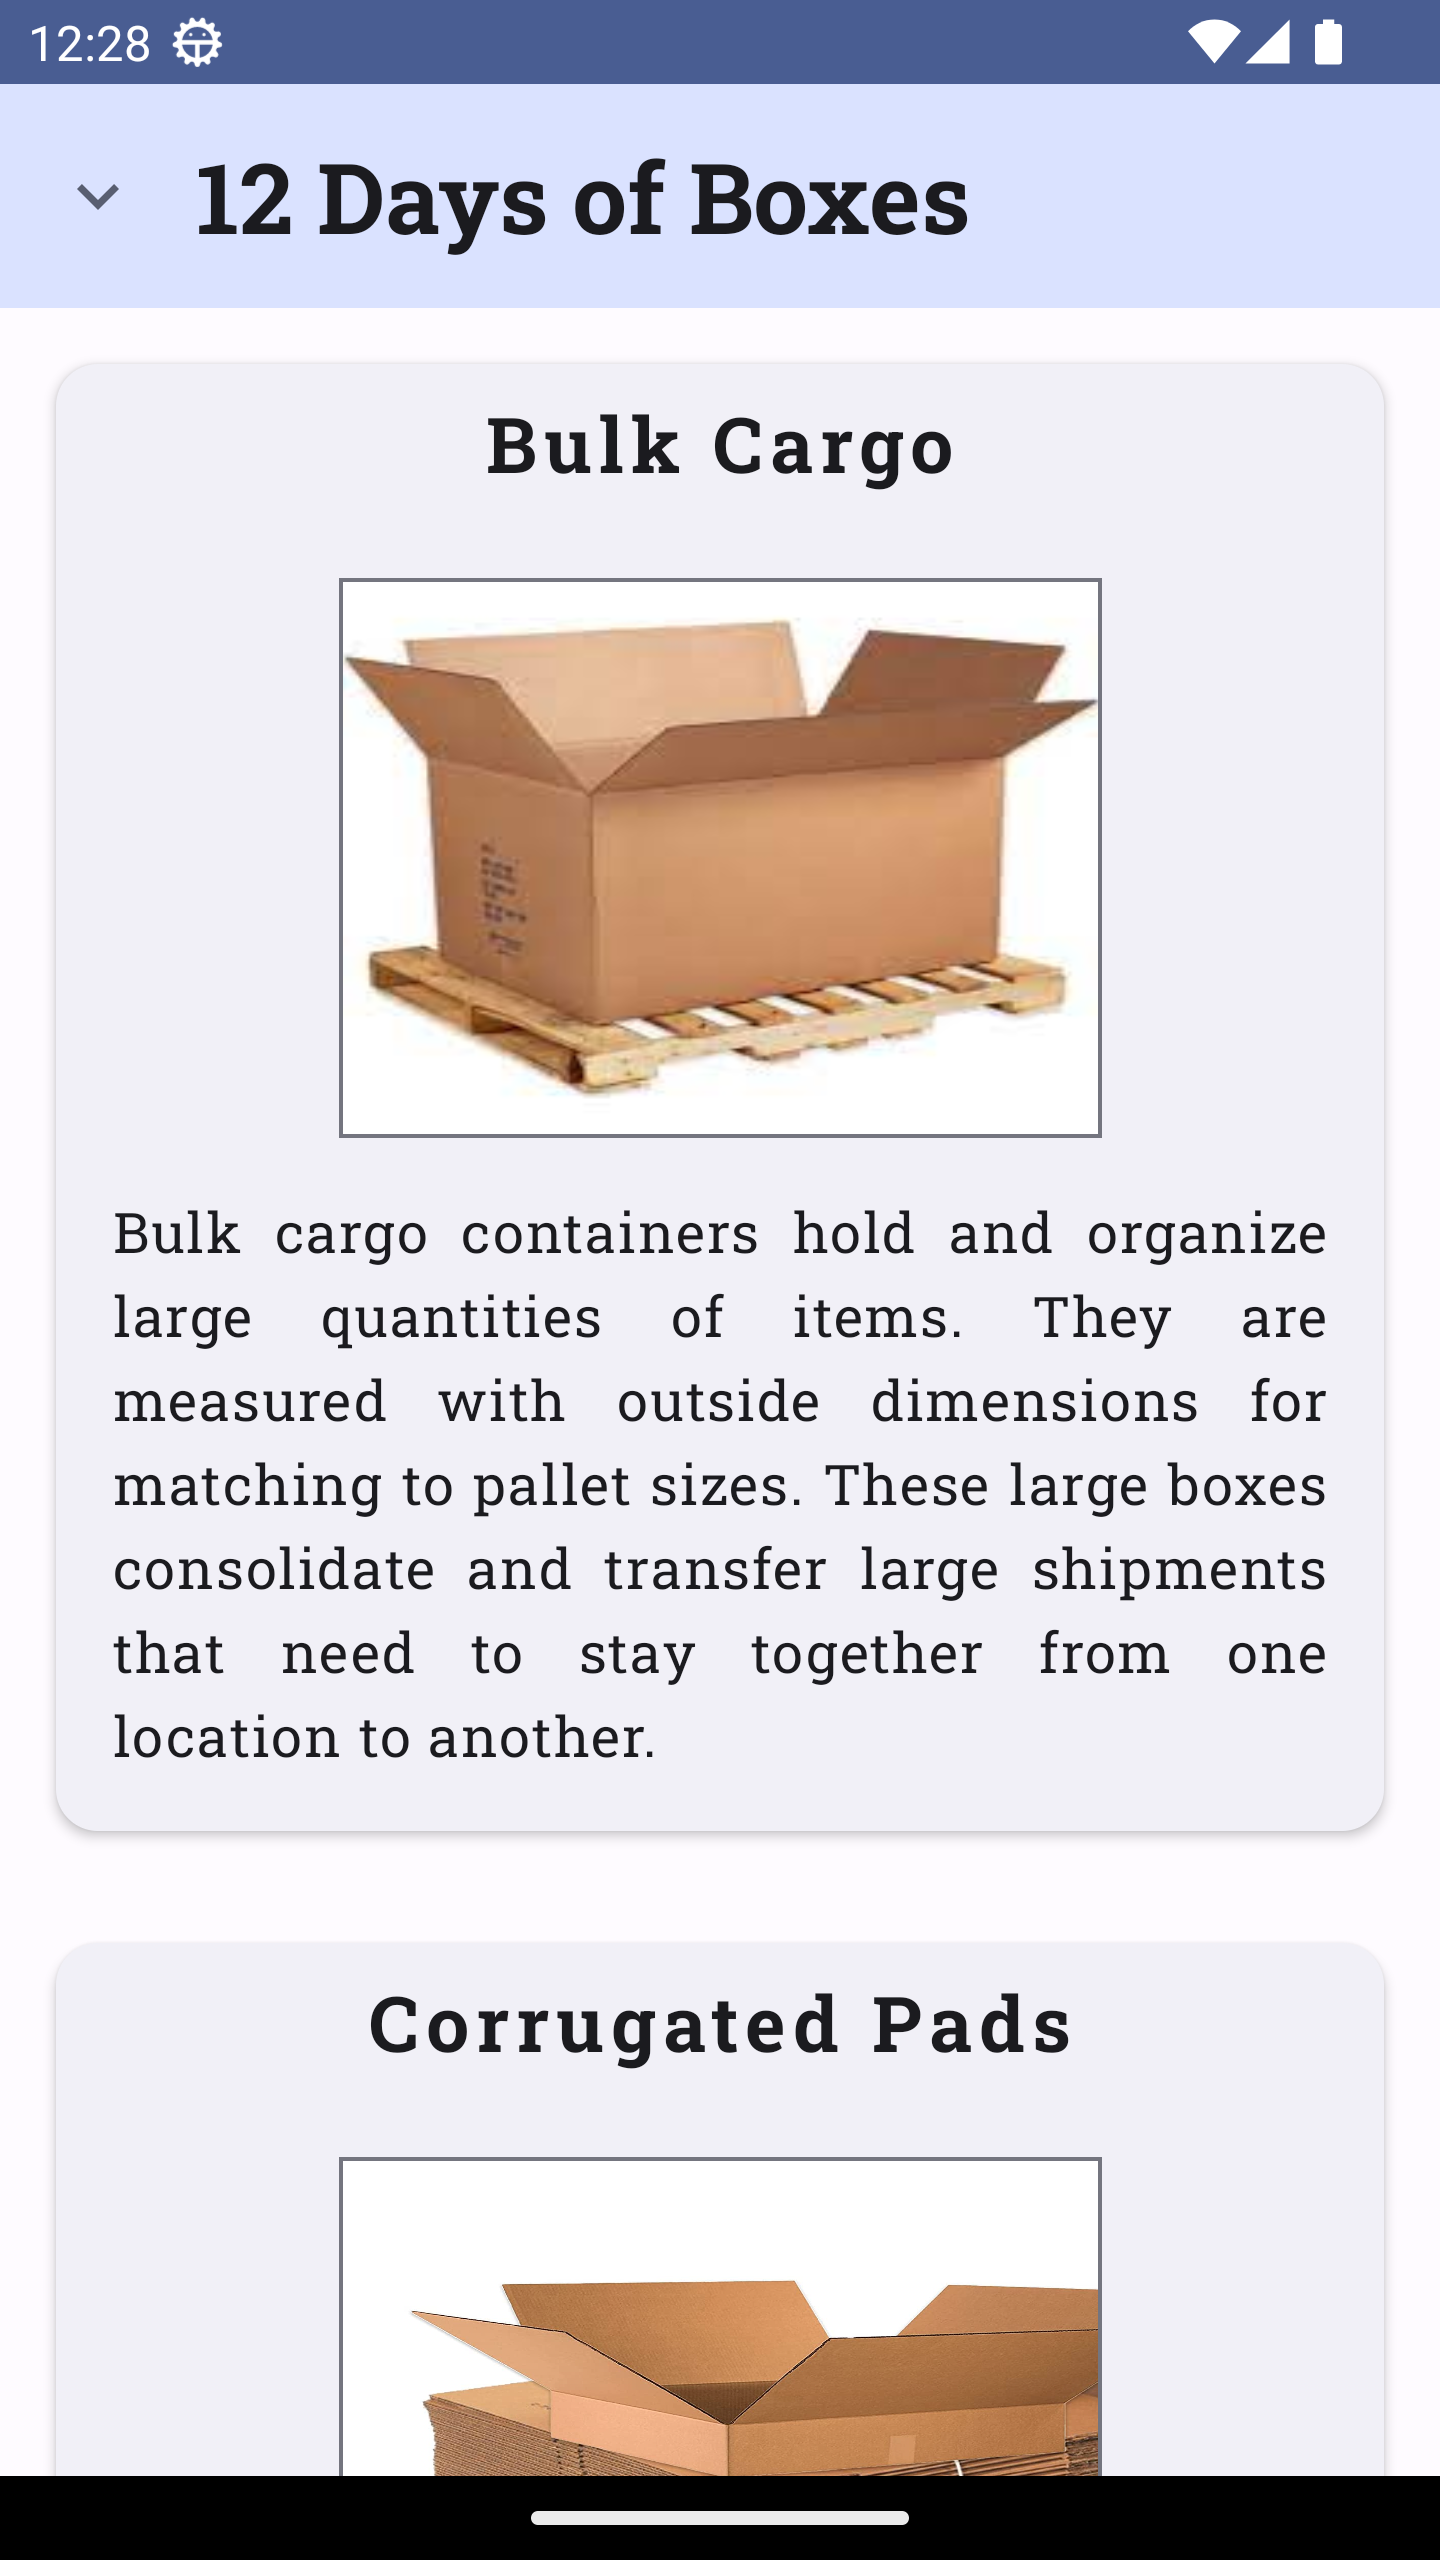 12:28
12 Days of Boxes
Bulk Cargo
Bulk cargo containers hold and organize
large quantities of items. They are
measured with outside dimensions for
matching to pallet sizes. These large boxes
consolidate and transfer large shipments
that need to stay together from one
location to another.
Corrugated Pads